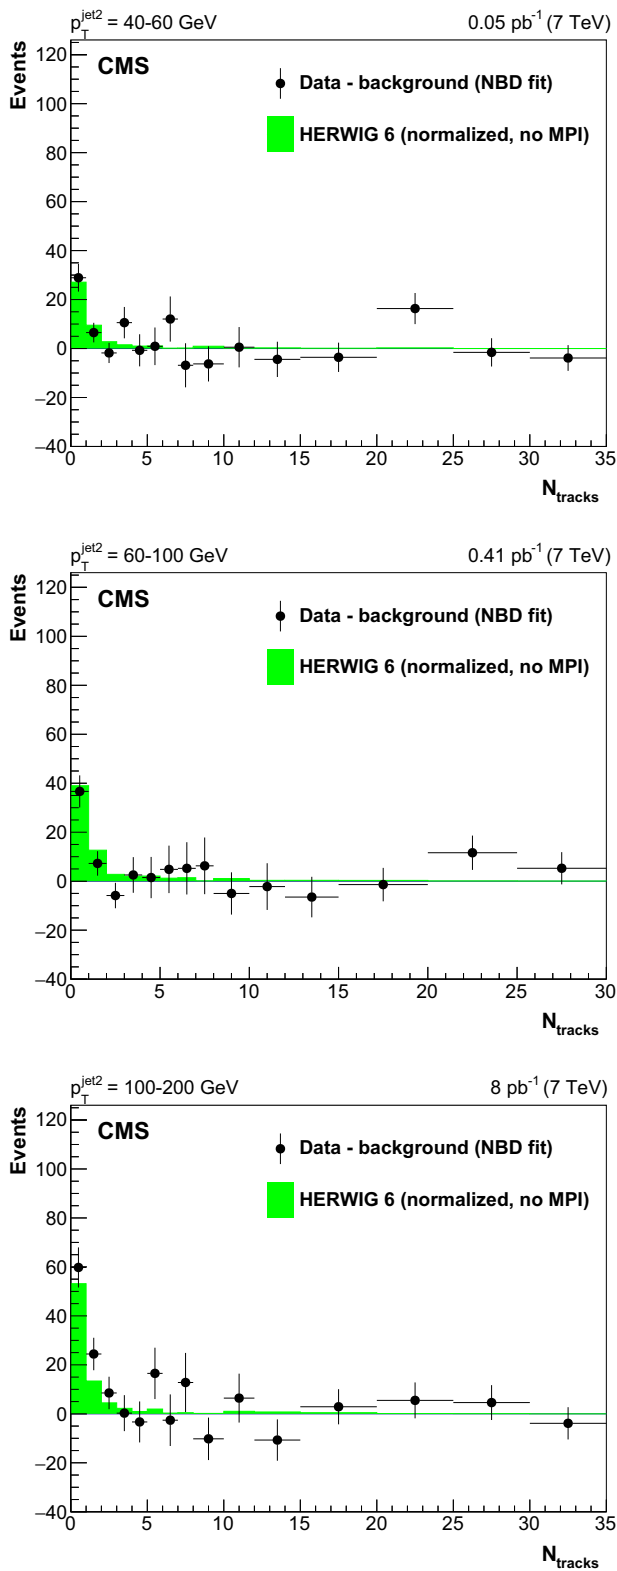 p_T^jet2 = 40-60 GeV 0.05 pb⁻¹ (7 TeV)
Events
120
100
80
60
40
20
0
−20
−40
CMS
Data - background (NBD fit)
HERWIG 6 (normalized, no MPI)
0 5 10 15 20 25 30 35
N_tracks
p_T^jet2 = 60-100 GeV 0.41 pb⁻¹ (7 TeV)
Events
120
100
80
60
40
20
0
−20
−40
CMS
Data - background (NBD fit)
HERWIG 6 (normalized, no MPI)
0 5 10 15 20 25 30
N_tracks
p_T^jet2 = 100-200 GeV 8 pb⁻¹ (7 TeV)
Events
120
100
80
60
40
20
0
−20
−40
CMS
Data - background (NBD fit)
HERWIG 6 (normalized, no MPI)
0 5 10 15 20 25 30 35
N_tracks